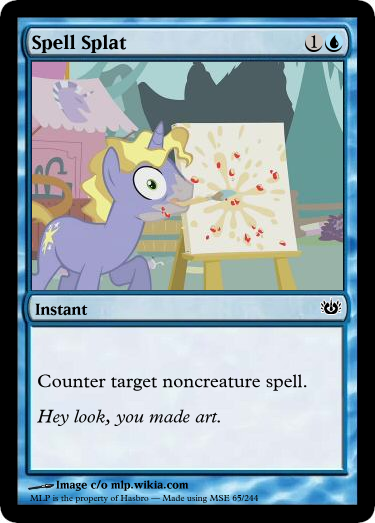 Spell Splat 1
Instant
Counter target noncreature spell.
Hey look, you made art.
Image c/o mlp.wikia.com
MLP is the property of Hasbro — Made using MSE 65/244